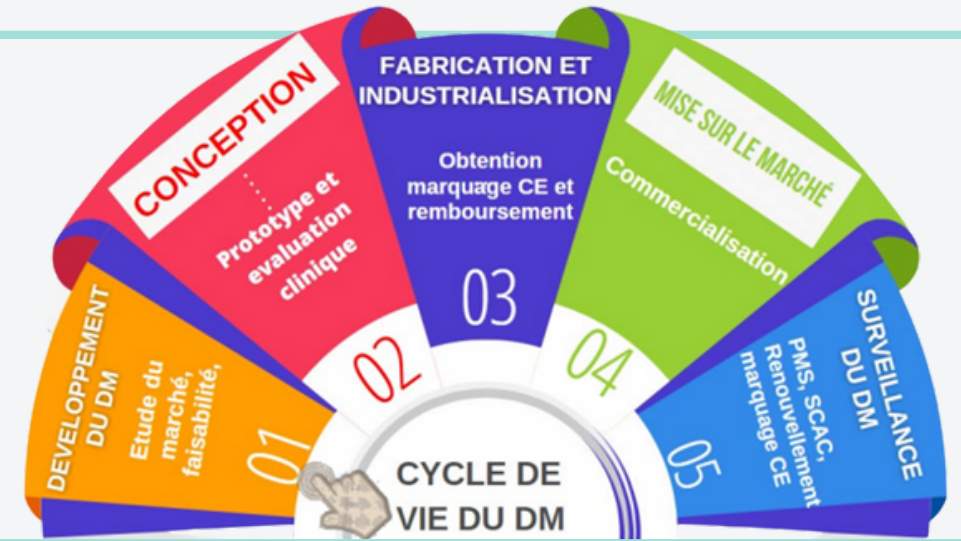 DEVELOPPEMENT
DU DM
Etude du
marché,
faisabilité,
01
CONCEPTION
Prototype et
evaluation
clinique
02
FABRICATION ET
INDUSTRIALISATION
Obtention
marquage CE et
remboursement
03
MISE SUR LE MARCHÉ
Commercialisation
04
SURVEILLANCE
DU DM
PMS, SCAC,
Renouvellement
marquage CE
05
CYCLE DE
VIE DU DM